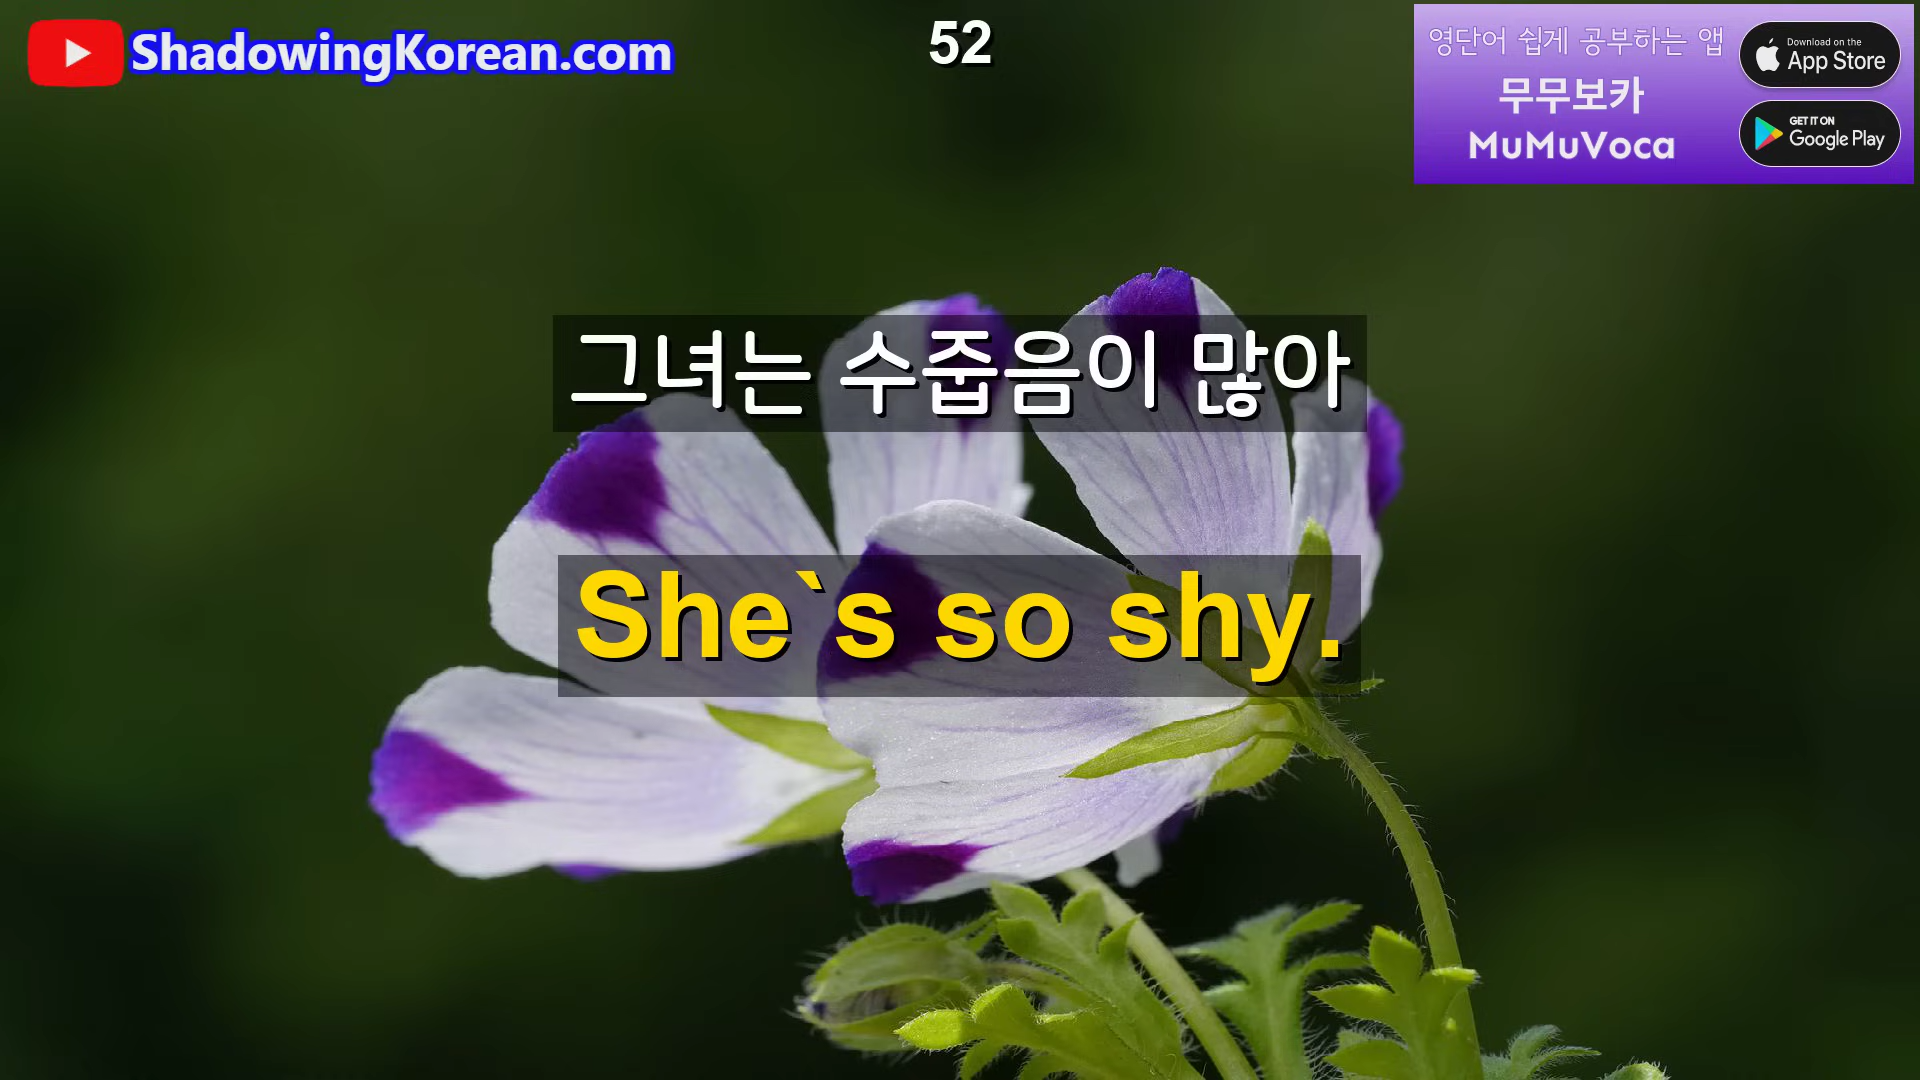 ShadowingKorean.com
52
영단어 쉽게 공부하는 앱
무무보카
MuMuVoca
Download on the
App Store
GET IT ON
Google Play
그녀는 수줍음이 많아
She`s so shy.